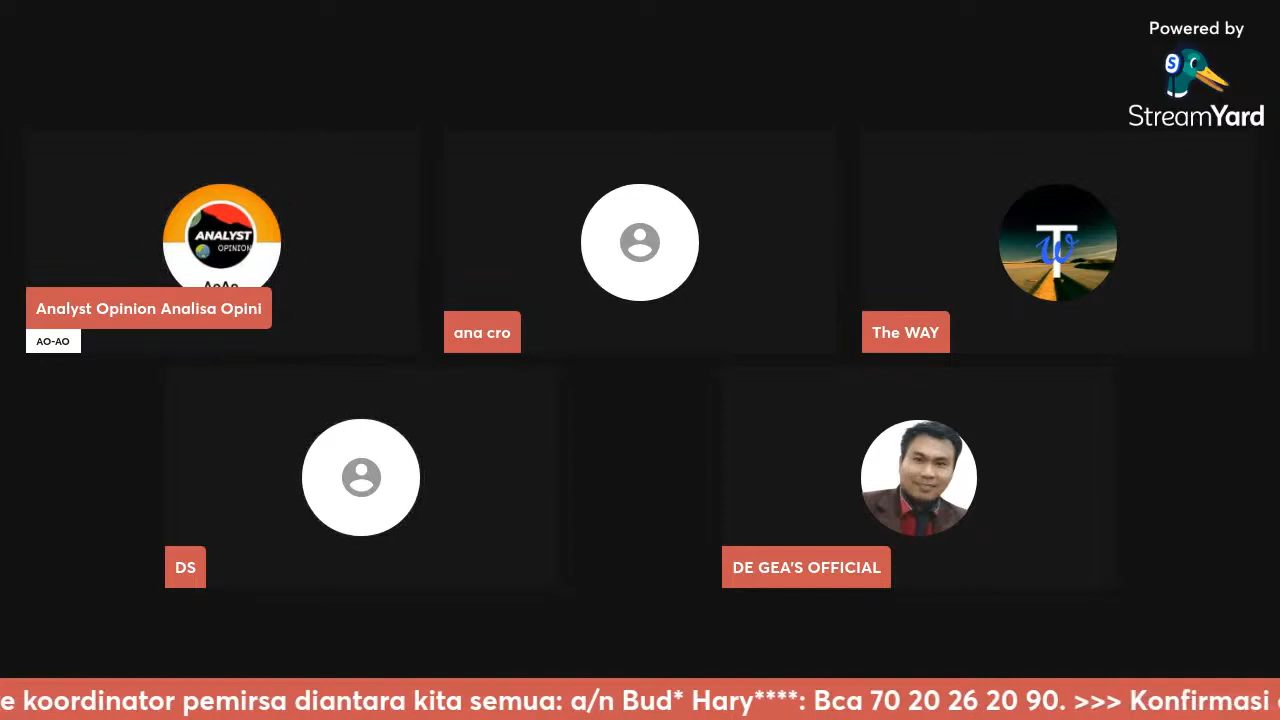 Powered by
StreamYard
ANALYST
OPINION
AoAo
Analyst Opinion Analisa Opini
AO-AO
ana cro
T
w
The WAY
DS
DE GEA'S OFFICIAL
e koordinator pemirsa diantara kita semua: a/n Bud* Hary****: Bca 70 20 26 20 90. >>> Konfirmasi